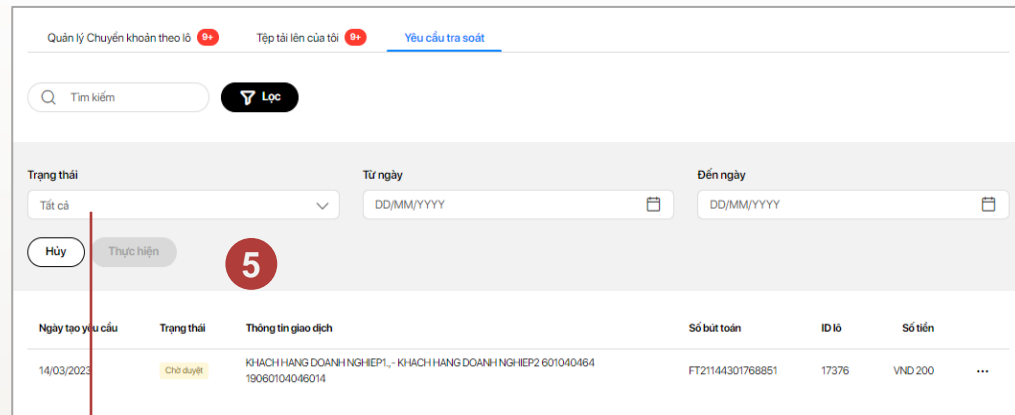 Quản lý Chuyển khoản theo lô 9+ Tệp tải lên của tôi 9+ Yêu cầu tra soát
Tìm kiếm Lọc
Trạng thái Từ ngày Đến ngày
Tất cả DD/MM/YYYY DD/MM/YYYY
Hủy Thực hiện
5
Ngày tạo yêu cầu Trạng thái Thông tin giao dịch Số bút toán ID lô Số tiền
14/03/2023 Chờ duyệt KHACH HANG DOANH NGHIEP1.,- KHACH HANG DOANH NGHIEP2 601040464 FT21144301768851 17376 VND 200 ...
19060104046014